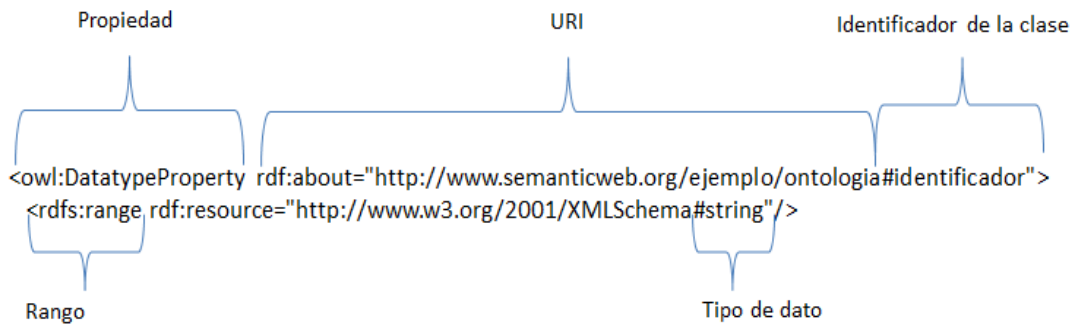 Propiedad URI Identificador de la clase
<owl:DatatypeProperty rdf:about="http://www.semanticweb.org/ejemplo/ontologia#identificador">
<rdfs:range rdf:resource="http://www.w3.org/2001/XMLSchema#string"/>
Rango Tipo de dato